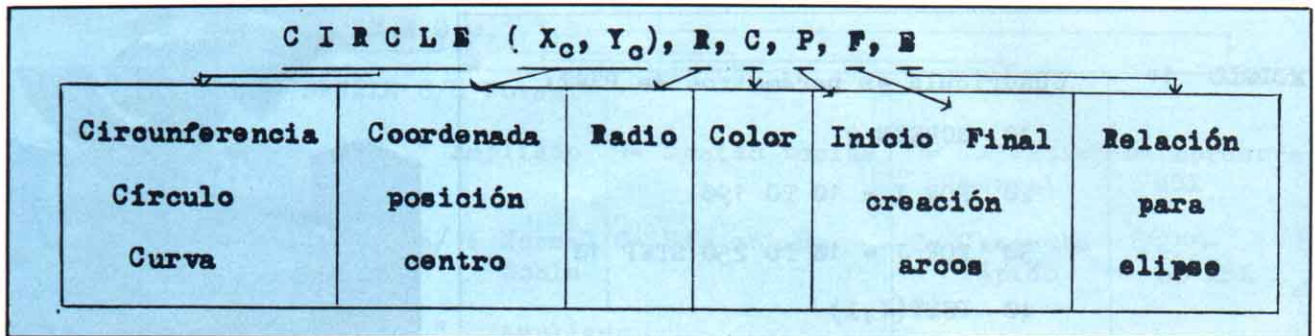 CIRCLE (Xc, Yc), R, C, P, F, E
Circunferencia Coordenada Radio Color Inicio Final Relación
Círculo posición creación para
Curva centro arcos elipse